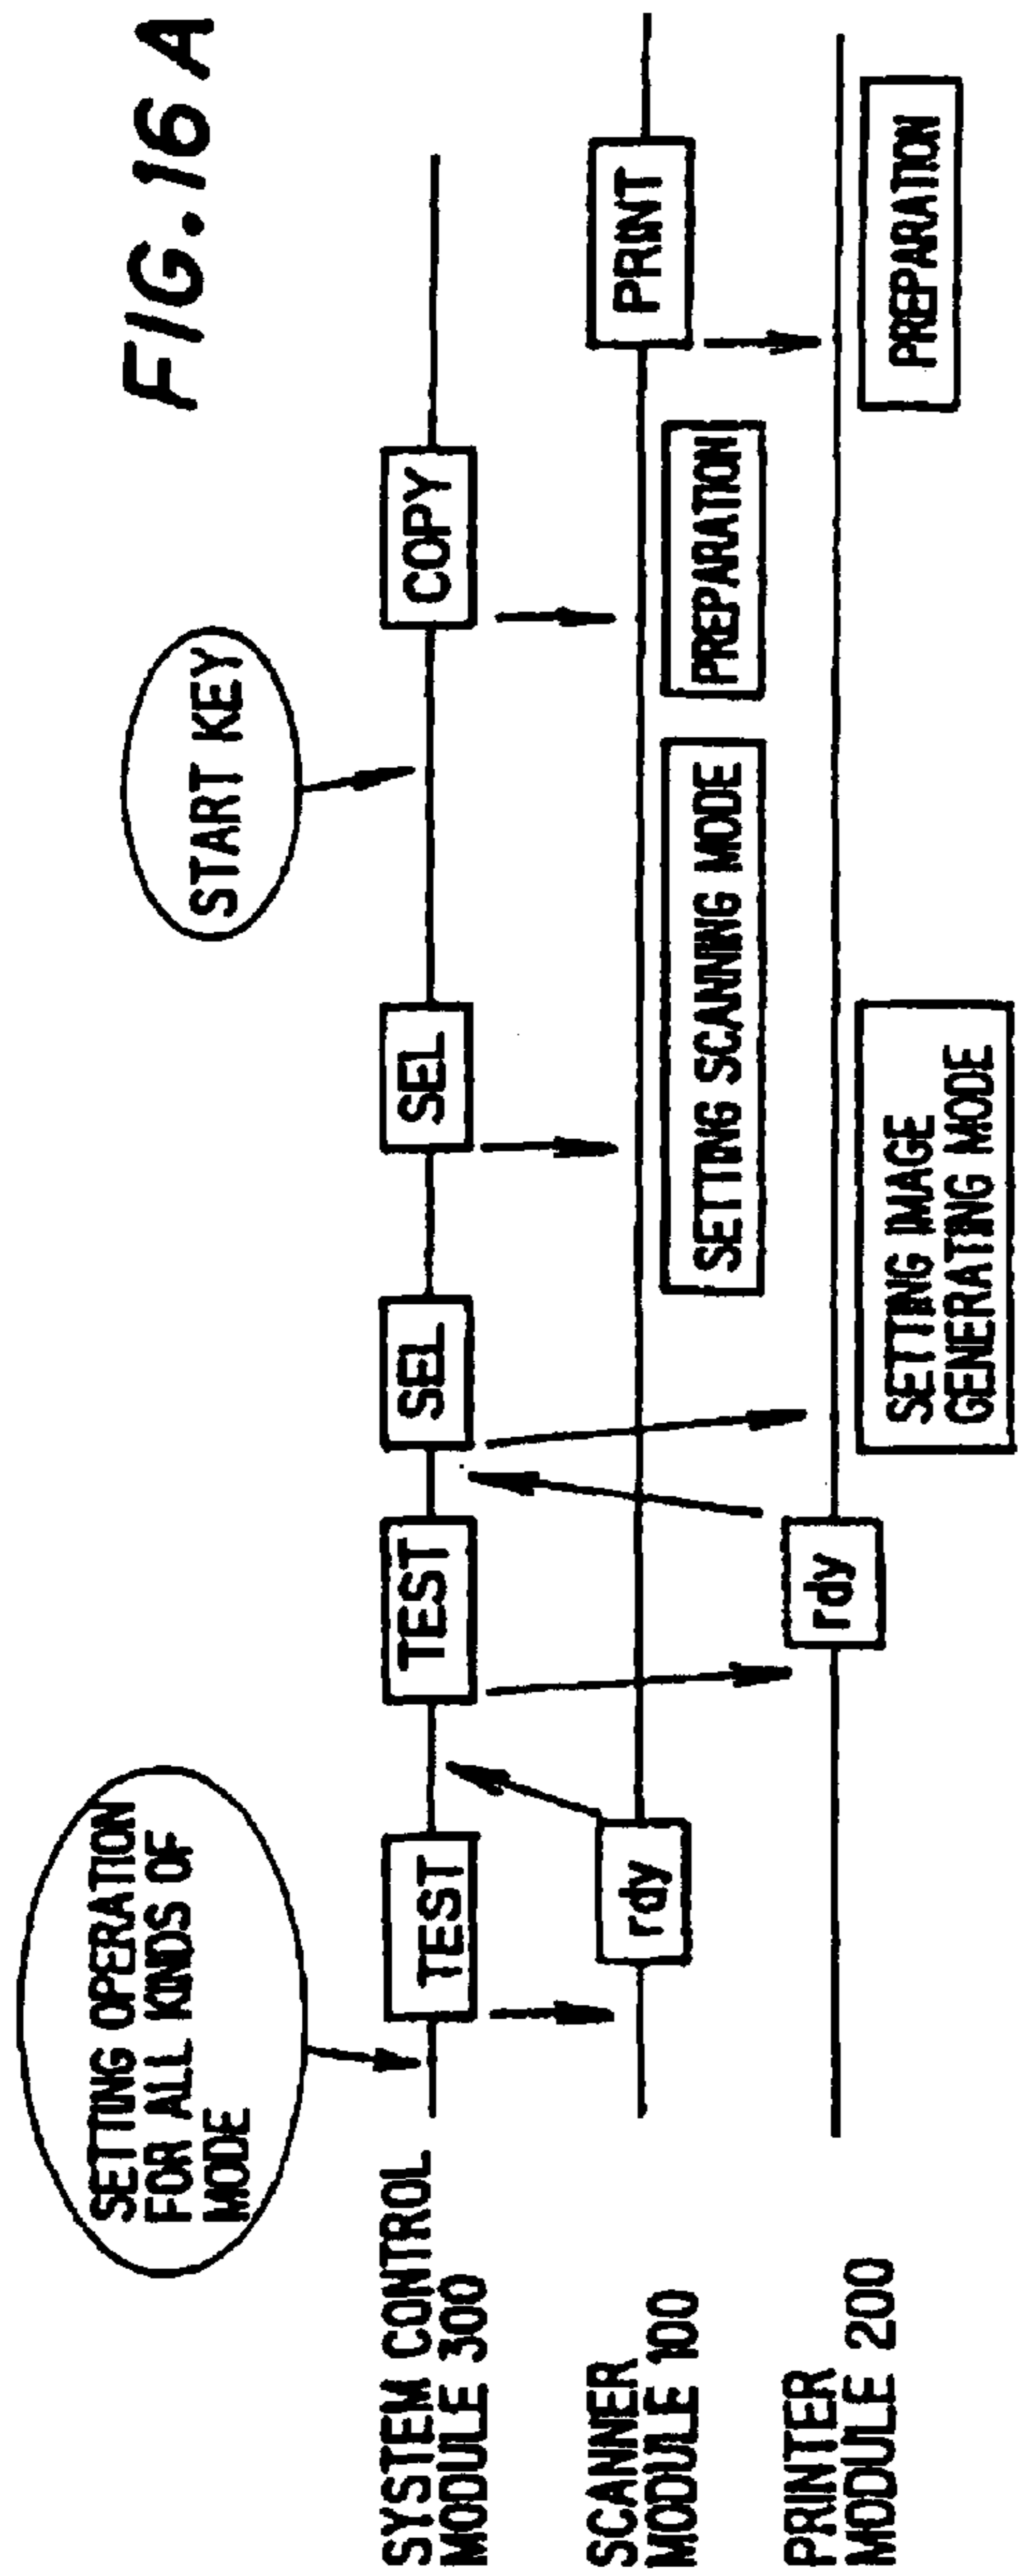 FIG. 16 A
SETTING OPERATION
FOR ALL KINDS OF
MODE
START KEY
SYSTEM CONTROL
MODULE 300
TEST
TEST
SEL
SEL
COPY
SCANNER
MODULE 100
rdy
SETTING SCANNING MODE
PREPARATION
PRINT
PRINTER
MODULE 200
rdy
SETTING IMAGE
GENERATING MODE
PREPARATION